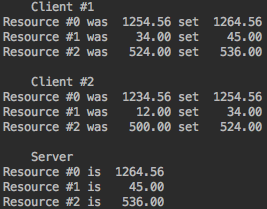 Client #1
Resource #0 was 1254.56 set 1264.56
Resource #1 was 34.00 set 45.00
Resource #2 was 524.00 set 536.00
Client #2
Resource #0 was 1234.56 set 1254.56
Resource #1 was 12.00 set 34.00
Resource #2 was 500.00 set 524.00
Server
Resource #0 is 1264.56
Resource #1 is 45.00
Resource #2 is 536.00